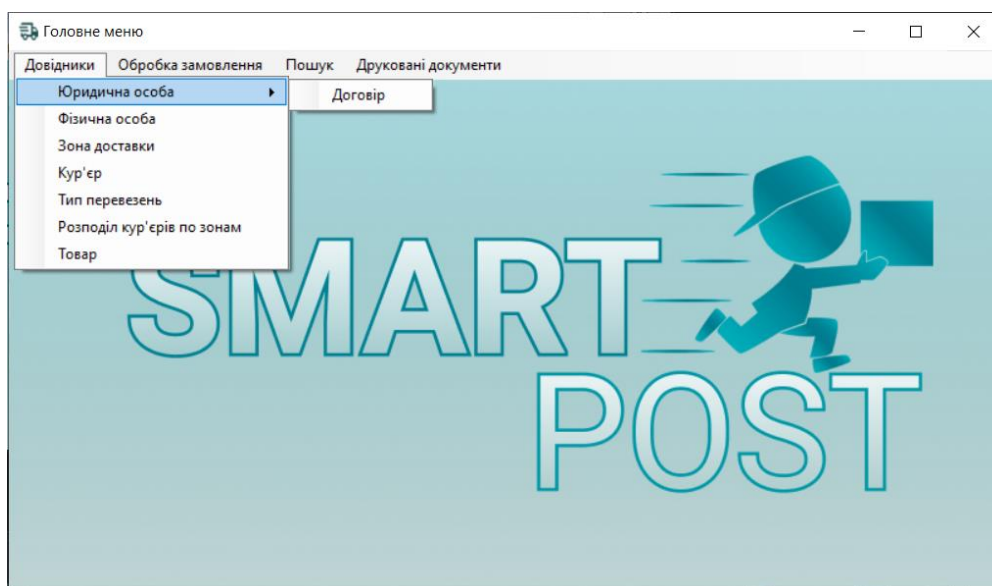 Головне меню
Довідники Обробка замовлення Пошук Друковані документи
Юридична особа Договір
Фізична особа
Зона доставки
Кур'єр
Тип перевезень
Розподіл кур'єрів по зонам
Товар
SMART
POST